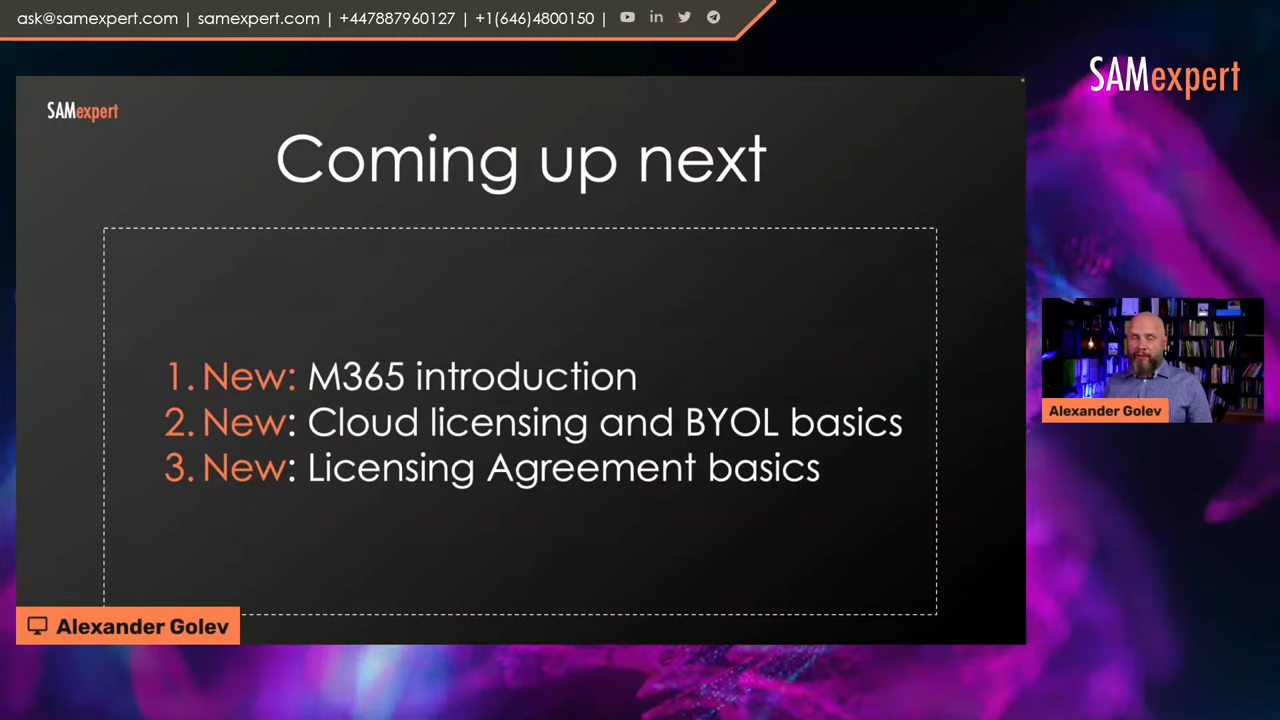 ask@samexpert.com | samexpert.com | +447887960127 | +1(646)4800150 |
SAMexpert
SAMexpert
Coming up next
1. New: M365 introduction
2. New: Cloud licensing and BYOL basics
3. New: Licensing Agreement basics
Alexander Golev
Alexander Golev